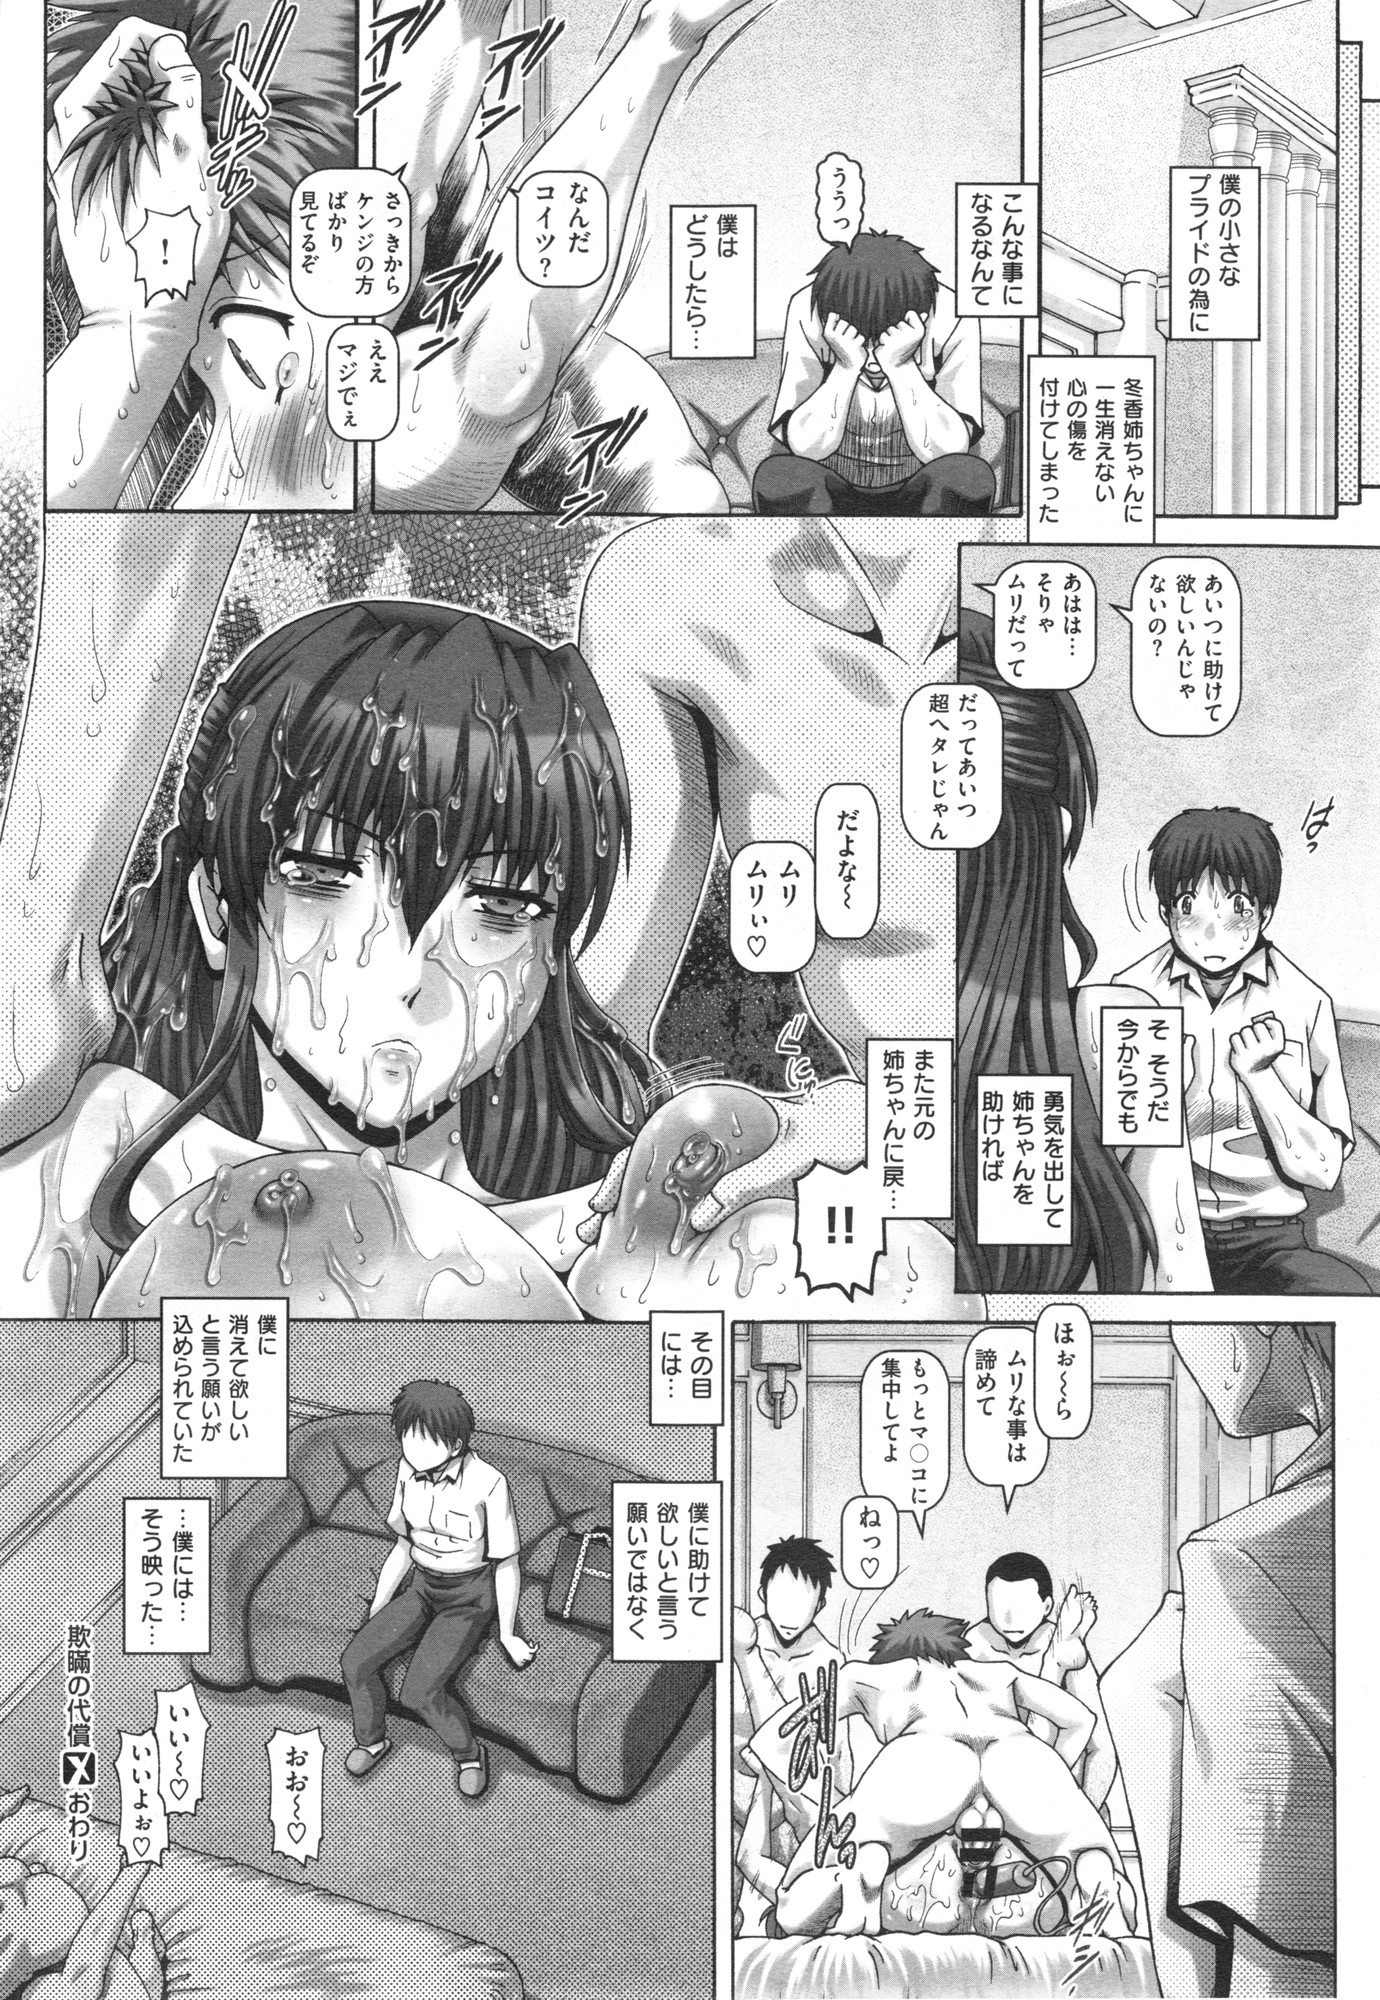 僕の小さな
プライドの為に
冬香姉ちゃんに
一生消えない
心の傷を
付けてしまった
こんな事に
なるなんて
ううっ
僕は
どうしたら…
なんだ
コイツ?
さっきから
ケンジの方
ばかり
見てるぞ
ええ
マジでぇ
!
あいつに助けて
欲しいんじゃ
ないの?
あはは…
そりゃ
ムリだって
だってあいつ
超ヘタレじゃん
だよな〜
ムリ
ムリぃ♡
はっ
そ そうだ
今からでも
勇気を出して
姉ちゃんを
助ければ
また元の
姉ちゃんに戻…
ぐにっ
!!
ほぉ〜ら
ムリな事は
諦めて
もっとマ〇コに
集中してよ
ねっ♡
その目
には…
僕に助けて
欲しいと言う
願いではなく
僕に
消えて欲しい
と言う願いが
込められていた
…僕には…
そう映った…
おお〜♡
いい〜♡
いいよぉ♡
欺瞞の代償
X
おわり